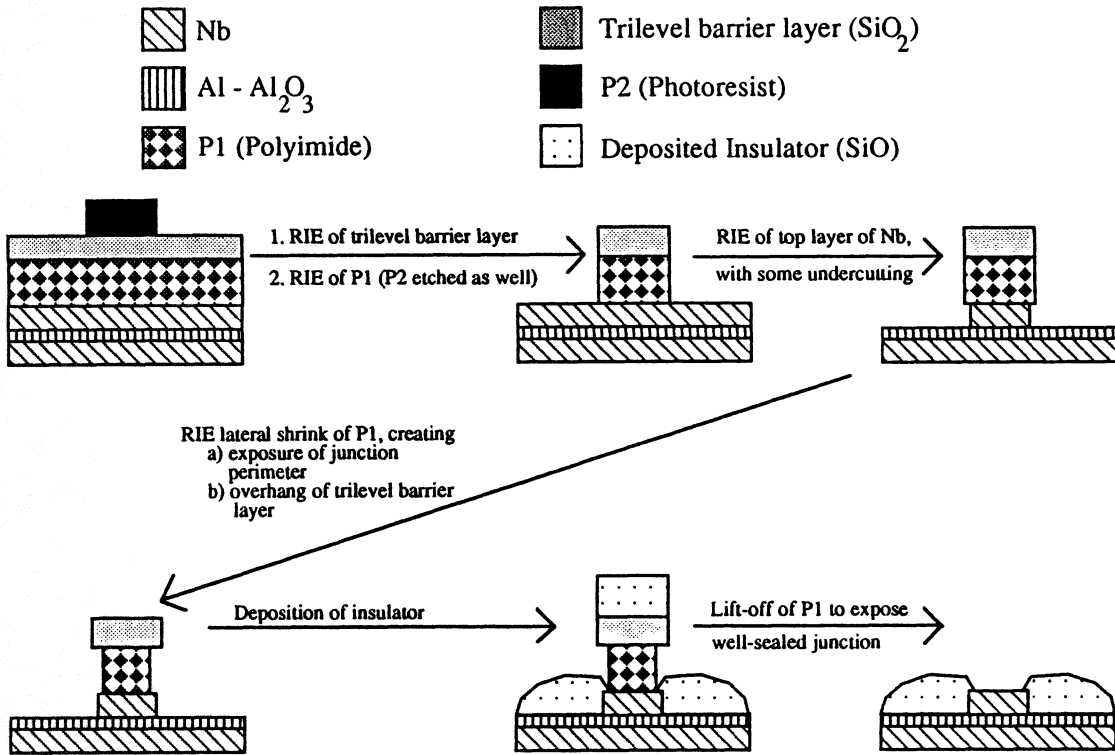 Nb
Trilevel barrier layer (SiO2)
Al - Al2O3
P2 (Photoresist)
P1 (Polyimide)
Deposited Insulator (SiO)
1. RIE of trilevel barrier layer
2. RIE of P1 (P2 etched as well)
RIE of top layer of Nb,
with some undercutting
RIE lateral shrink of P1, creating
a) exposure of junction
perimeter
b) overhang of trilevel barrier
layer
Deposition of insulator
Lift-off of P1 to expose
well-sealed junction